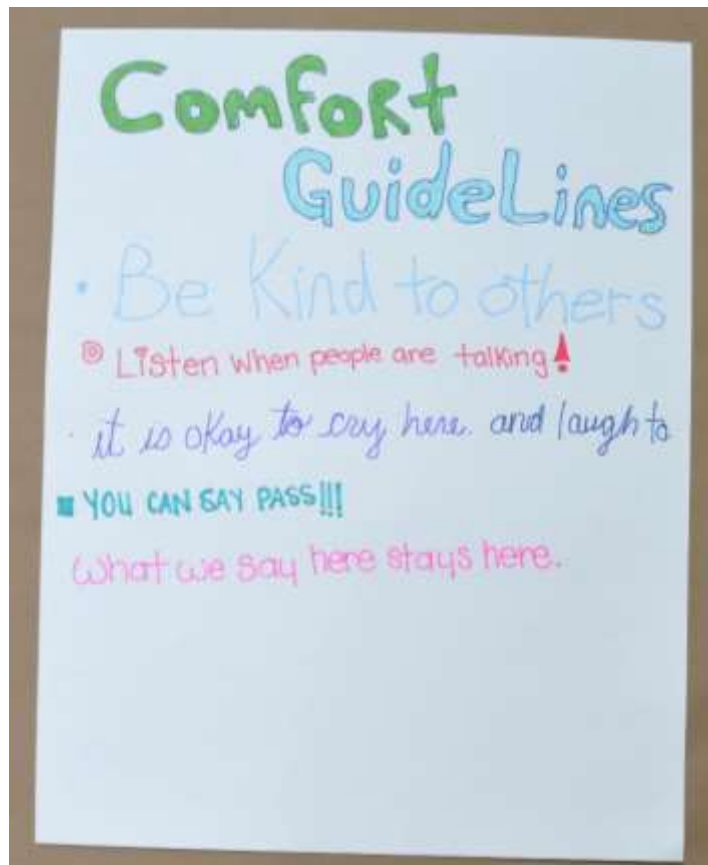 Comfort
GuideLines
• Be Kind to others
◎ Listen when people are talking!
· it is okay to cry here. and laugh to
■ YOU CAN SAY PASS!!!
What we say here stays here.